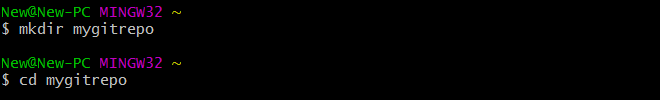 New@New-PC MINGW32 ~
$ mkdir mygitrepo
New@New-PC MINGW32 ~
$ cd mygitrepo